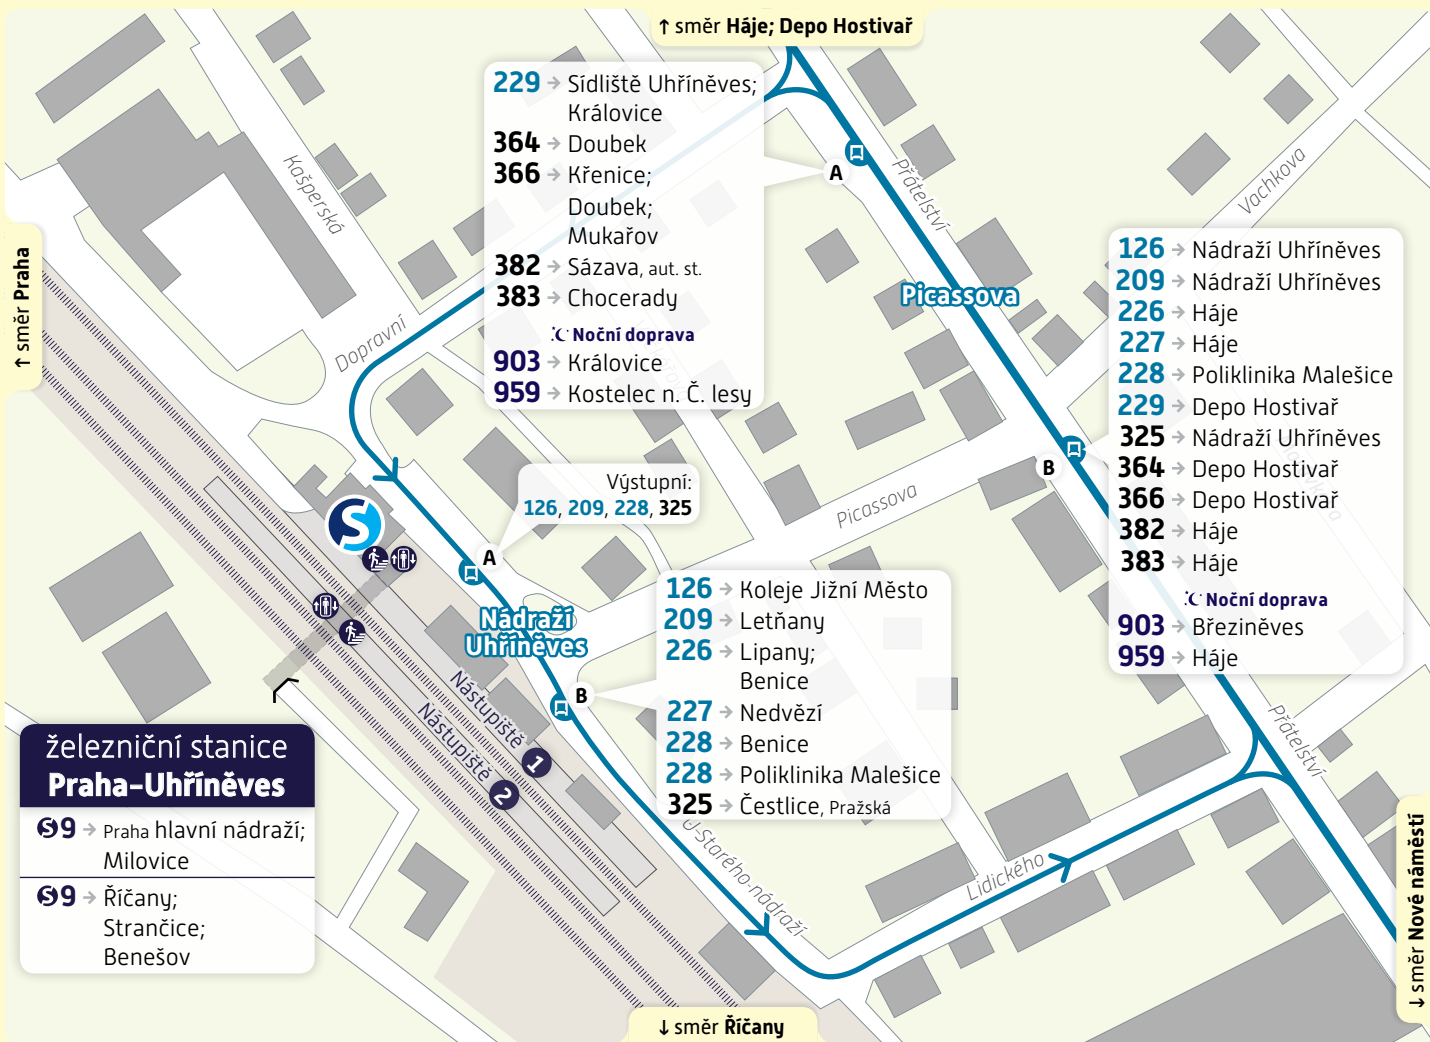 ↑ směr Háje; Depo Hostivař
229 → Sídliště Uhříněves;
Královice
364 → Doubek
366 → Křenice;
Doubek;
Mukařov
382 → Sázava, aut. st.
383 → Chocerady
Noční doprava
903 → Královice
959 → Kostelec n. Č. lesy
A
Přátelství
Vachkova
Kašperská
Dopravní
↑ směr Praha
Picassova
126 → Nádraží Uhříněves
209 → Nádraží Uhříněves
226 → Háje
227 → Háje
228 → Poliklinika Malešice
229 → Depo Hostivař
325 → Nádraží Uhříněves
364 → Depo Hostivař
366 → Depo Hostivař
382 → Háje
383 → Háje
Noční doprava
903 → Březiněves
959 → Háje
B
Picassova
Výstupní:
126, 209, 228, 325
A
S
Nádraží
Uhříněves
126 → Koleje Jižní Město
209 → Letňany
226 → Lipany;
Benice
227 → Nedvězí
228 → Benice
228 → Poliklinika Malešice
325 → Čestlice, Pražská
B
Nástupiště 1
Nástupiště 2
železniční stanice
Praha-Uhříněves
S9 → Praha hlavní nádraží;
Milovice
S9 → Říčany;
Strančice;
Benešov
U-Starého-nádraží
Lidického
Přátelství
↓ směr Nové náměstí
↓ směr Říčany